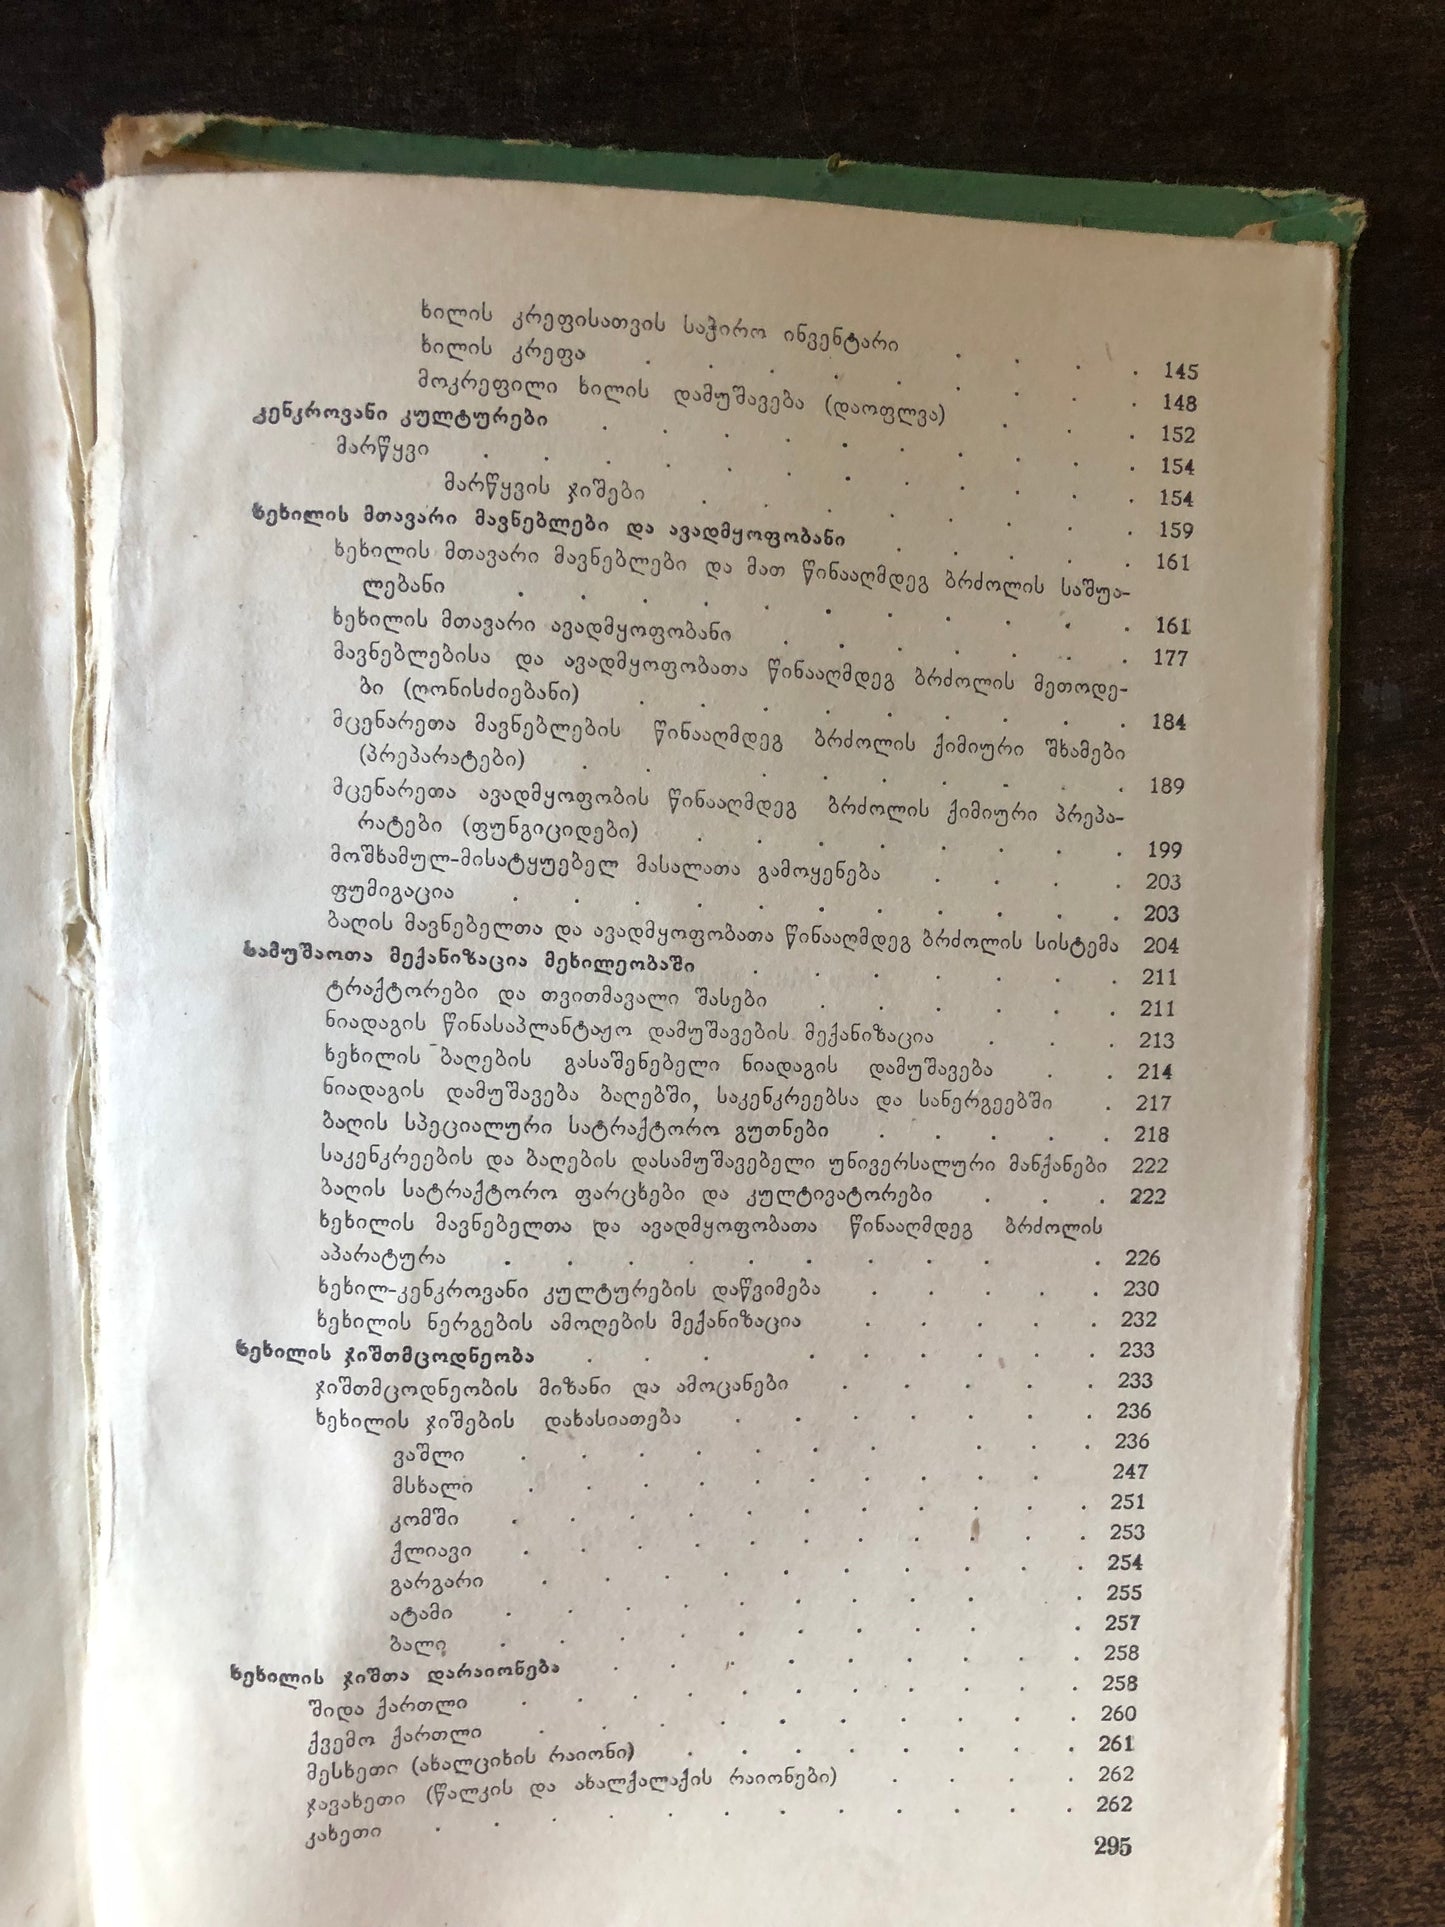 ხილის კრეფისათვის საჭირო ინვენტარი . . . . 145
ხილის კრეფა . . . . . . . . . 148
მოკრეფილი ხილის დამუშავება (დაოფლვა) . . . 152
კენკროვანი კულტურები . . . . . . . . . . 154
მარწყვი . . . . . . . . . . . . 154
მარწყვის ჯიშები . . . . . . . . 159
ხეხილის მთავარი მავნებლები და ავადმყოფობანი . . . . . 161
ხეხილის მთავარი მავნებლები და მათ წინააღმდეგ ბრძოლის საშუა-
ლებანი . . . . . . . . . . . 161
ხეხილის მთავარი ავადმყოფობანი . . . . . . . 177
მავნებლებისა და ავადმყოფობათა წინააღმდეგ ბრძოლის მეთოდე-
ბი (ღონისძიებანი) . . . . . . . . . 184
მცენარეთა მავნებლების წინააღმდეგ ბრძოლის ქიმიური შხამები
(პრეპარატები) . . . . . . . . . 189
მცენარეთა ავადმყოფობის წინააღმდეგ ბრძოლის ქიმიური პრეპა-
რატები (ფუნგიციდები) . . . . . . . . 199
მოშხამულ-მისატყუებელ მასალათა გამოყენება . . . . 203
ფუმიგაცია . . . . . . . . . . . 203
ბაღის მავნებელთა და ავადმყოფობათა წინააღმდეგ ბრძოლის სისტემა 204
სამუშაოთა მექანიზაცია მეხილეობაში . . . . . . . 211
ტრაქტორები და თვითმავალი შასები . . . . . . 211
ნიადაგის წინასაპლანტაჟო დამუშავების მექანიზაცია . . . 213
ხეხილის ბაღების გასაშენებელი ნიადაგის დამუშავება . . 214
ნიადაგის დამუშავება ბაღებში, საკენკრეებსა და სანერგეებში . 217
ბაღის სპეციალური სატრაქტორო გუთნები . . . . . 218
საკენკრეების და ბაღების დასამუშავებელი უნივერსალური მანქანები 222
ბაღის სატრაქტორო ფარცხები და კულტივატორები . . . 222
ხეხილის მავნებელთა და ავადმყოფობათა წინააღმდეგ ბრძოლის
აპარატურა . . . . . . . . . . 226
ხეხილ-კენკროვანი კულტურების დაწვიმება . . . . . 230
ხეხილის ნერგების ამოღების მექანიზაცია . . . . . 232
ხეხილის ჯიშთმცოდნეობა . . . . . . . . . 233
ჯიშთმცოდნეობის მიზანი და ამოცანები . . . . . 233
ხეხილის ჯიშების დახასიათება . . . . . . . 236
ვაშლი . . . . . . . . . . 236
მსხალი . . . . . . . . . 247
კომში . . . . . . . . . . . 251
ქლიავი . . . . . . . . . . . 253
გარგარი . . . . . . . . . . 254
ატამი . . . . . . . . . . 255
ბალი . . . . . . . . . . 257
ხეხილის ჯიშთა დარაიონება . . . . . . . . . 258
შიდა ქართლი . . . . . . . . . . 258
ქვემო ქართლი . . . . . . . . . . 260
მესხეთი (ახალციხის რაიონი) . . . . . . . . 261
ჯავახეთი (წალკის და ახალქალაქის რაიონები) . . . . 262
კახეთი . . . . . . . . . . . . 262
295